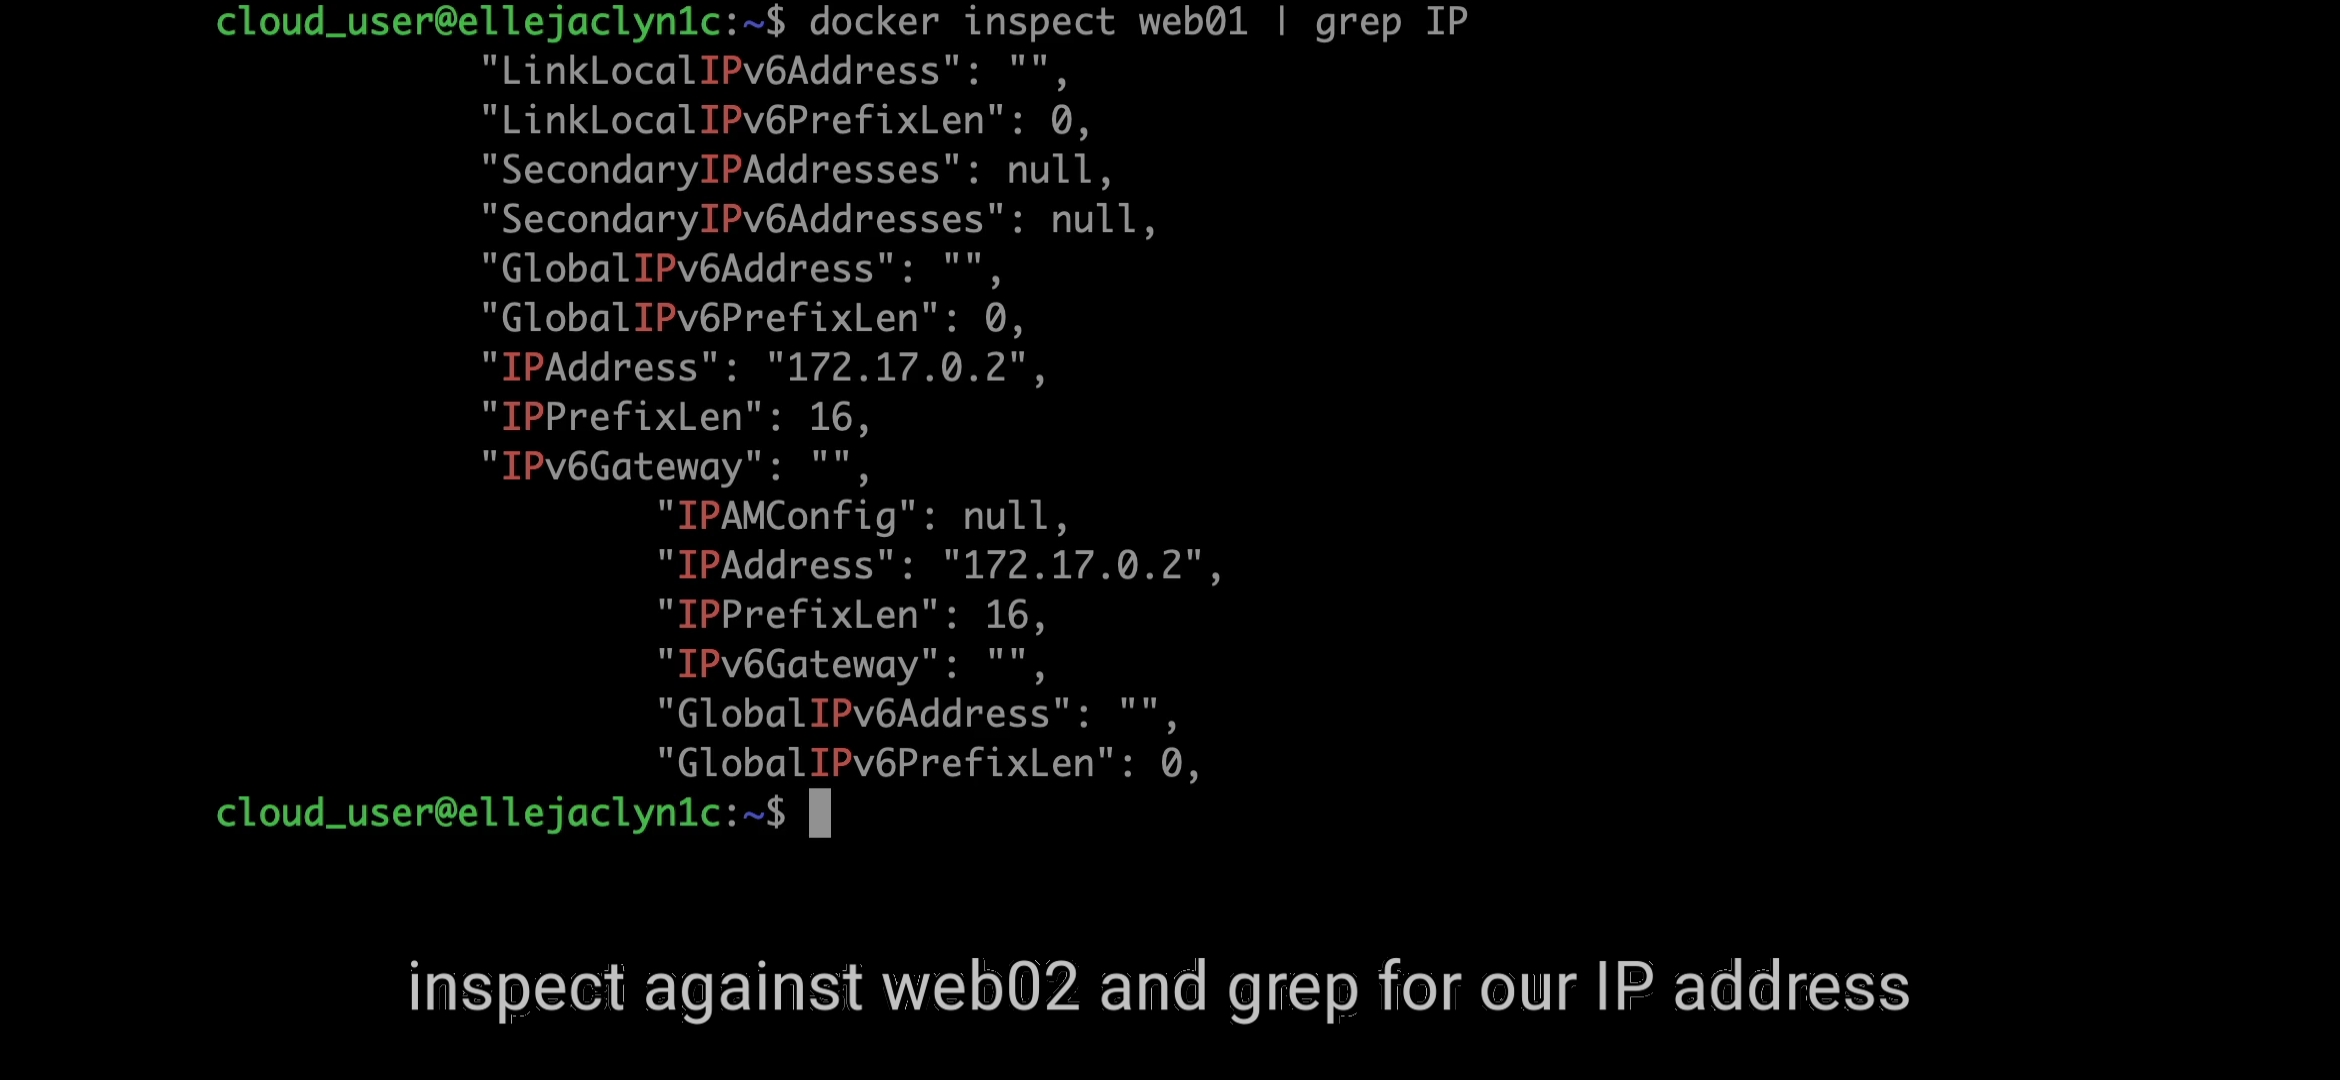 cloud_user@ellejaclyn1c:~$ docker inspect web01 | grep IP
"LinkLocalIPv6Address": "",
"LinkLocalIPv6PrefixLen": 0,
"SecondaryIPAddresses": null,
"SecondaryIPv6Addresses": null,
"GlobalIPv6Address": "",
"GlobalIPv6PrefixLen": 0,
"IPAddress": "172.17.0.2",
"IPPrefixLen": 16,
"IPv6Gateway": "",
"IPAMConfig": null,
"IPAddress": "172.17.0.2",
"IPPrefixLen": 16,
"IPv6Gateway": "",
"GlobalIPv6Address": "",
"GlobalIPv6PrefixLen": 0,
cloud_user@ellejaclyn1c:~$
inspect against web02 and grep for our IP address